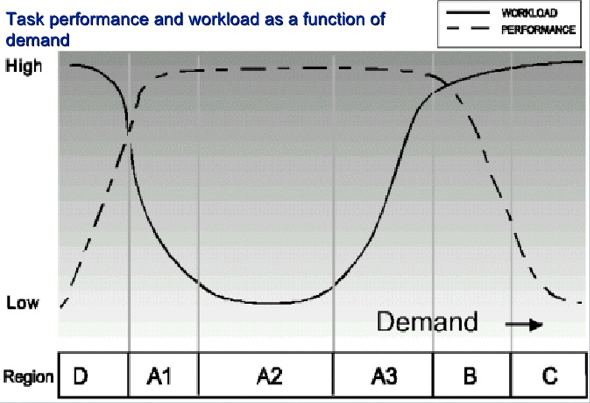 Task performance and workload as a function of
demand
WORKLOAD
PERFORMANCE
High
Low
Demand
Region D A1 A2 A3 B C